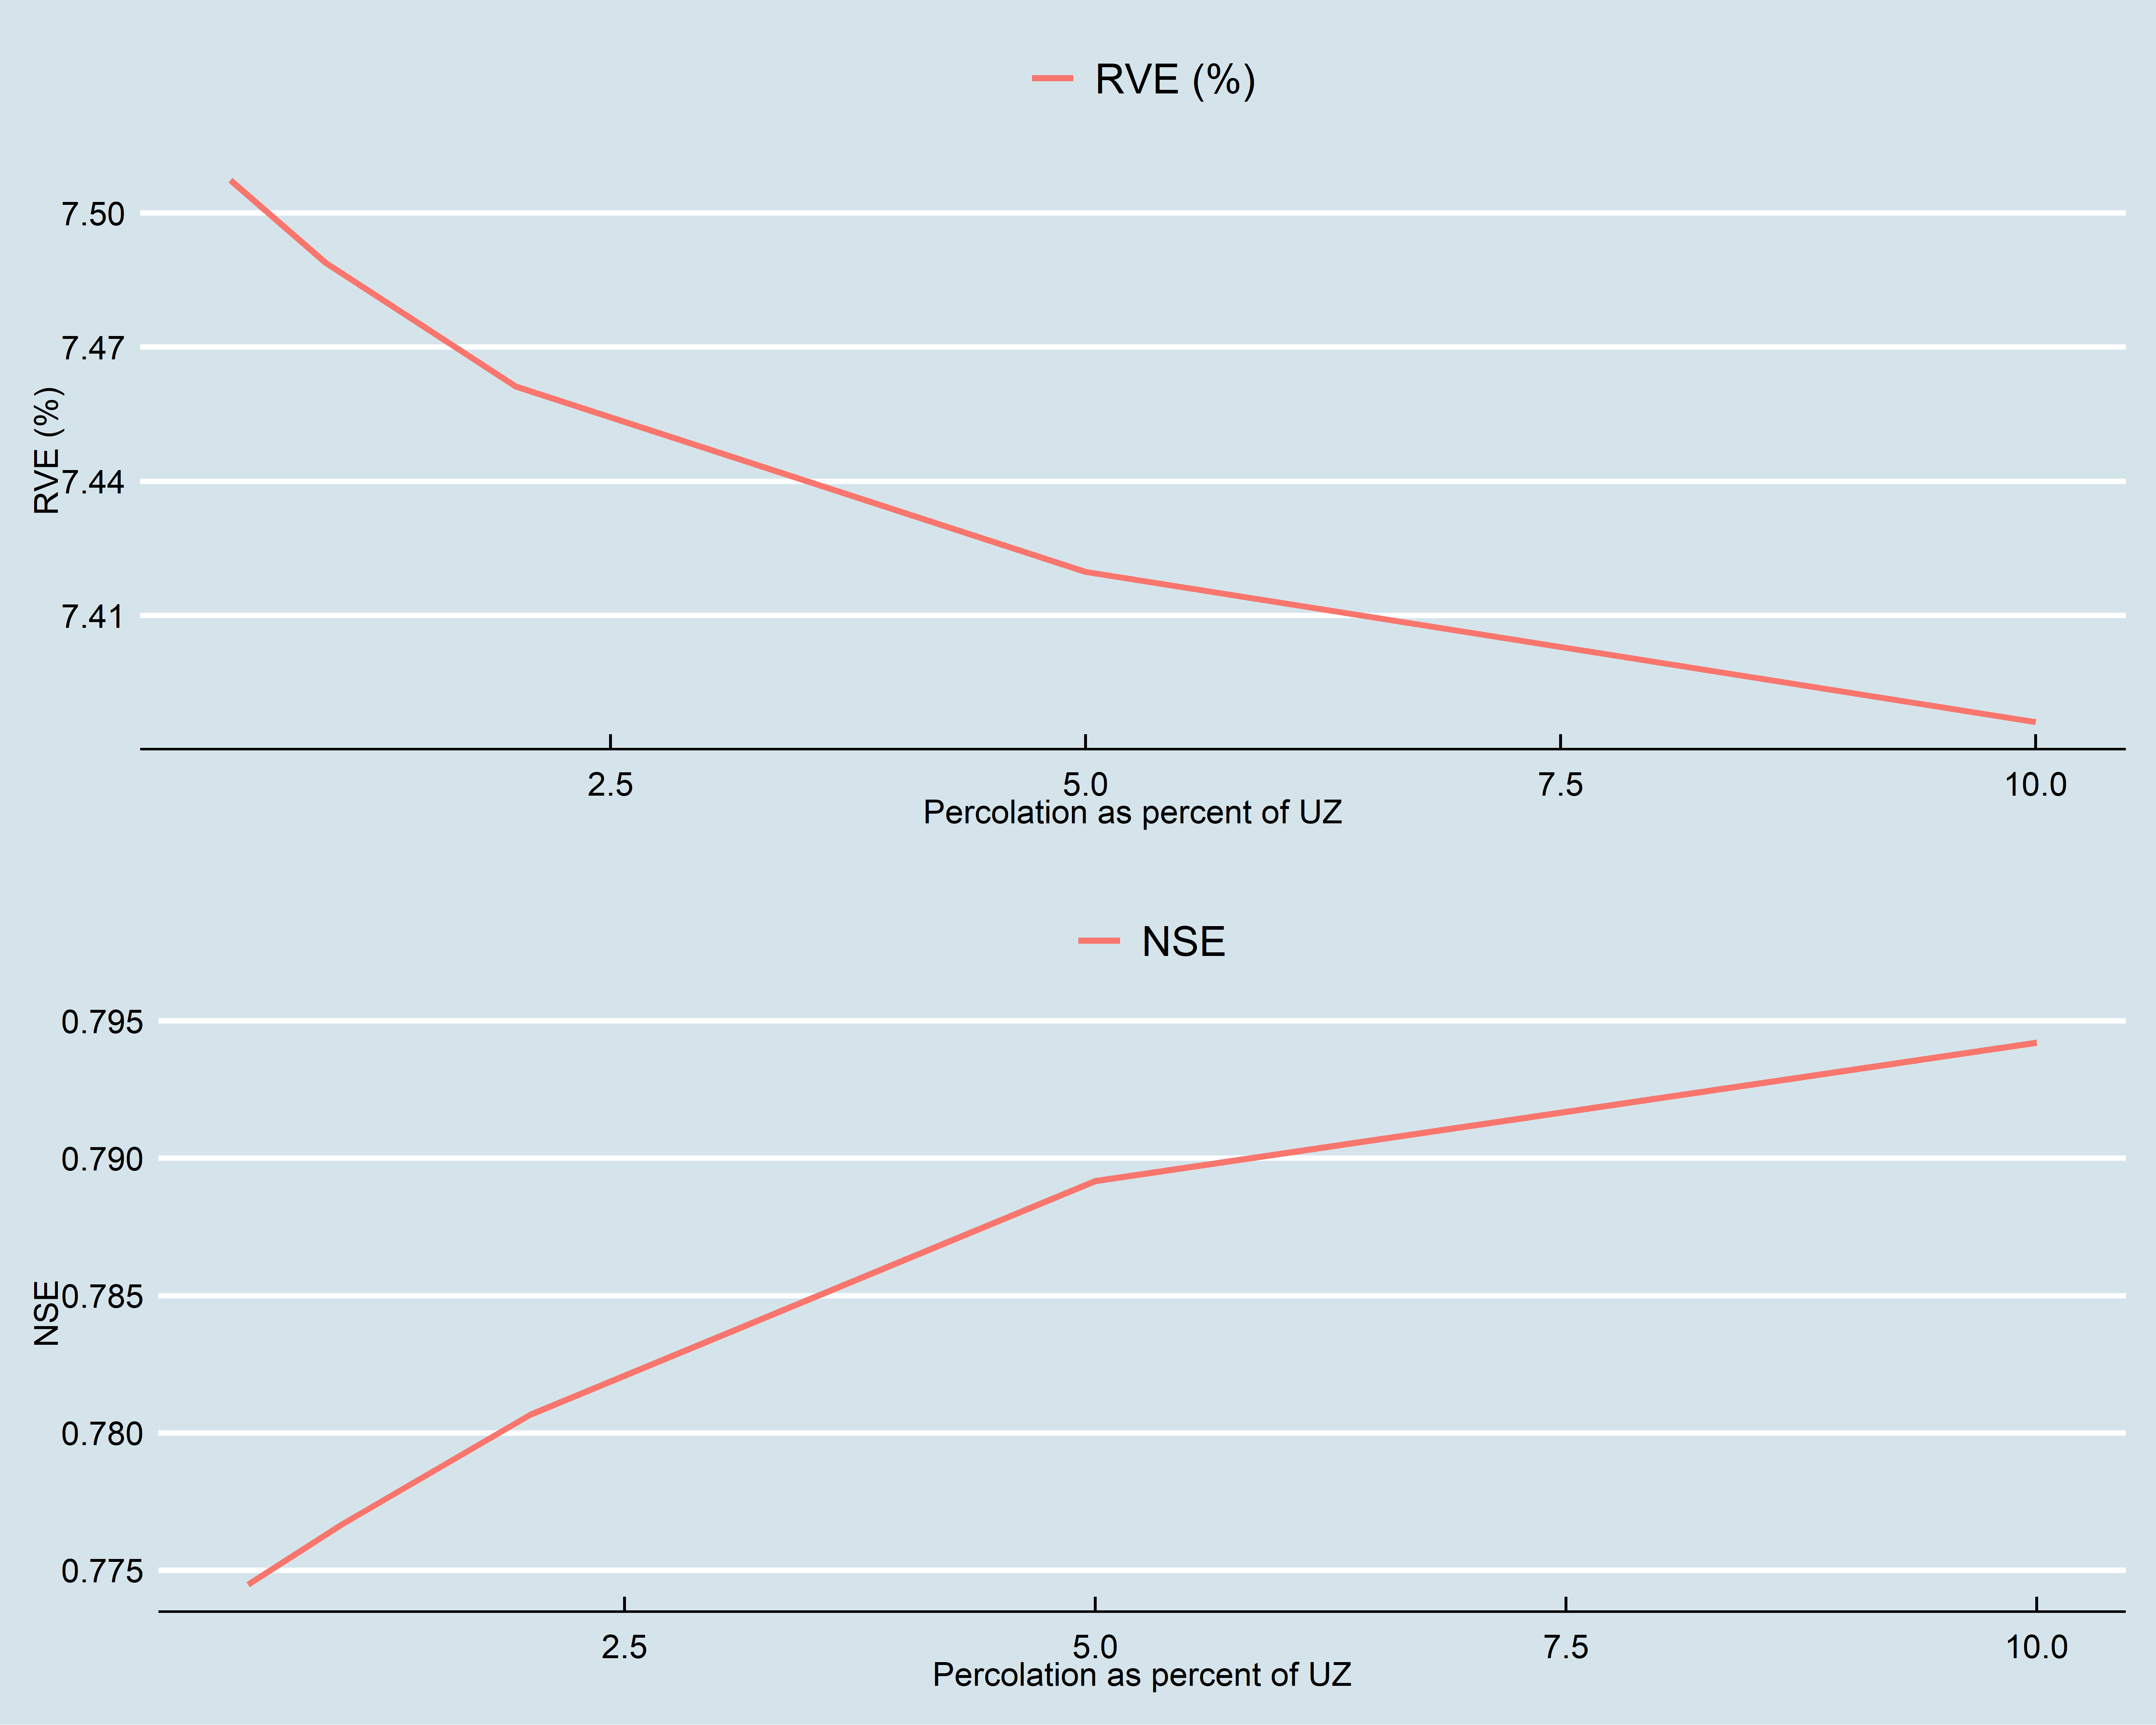 RVE (%)
7.50
7.47
7.44
7.41
RVE (%)
2.5 5.0 7.5 10.0
Percolation as percent of UZ
NSE
0.795
0.790
0.785
0.780
0.775
NSE
2.5 5.0 7.5 10.0
Percolation as percent of UZ